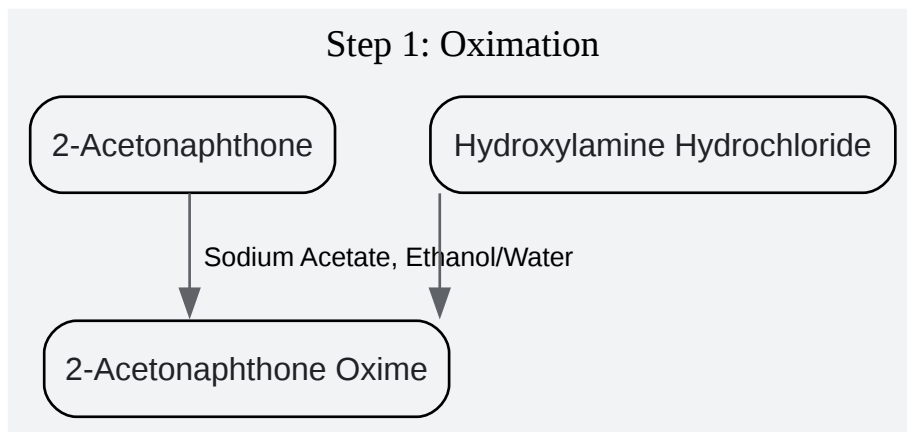 Step 1: Oximation
2-Acetonaphthone
Hydroxylamine Hydrochloride
Sodium Acetate, Ethanol/Water
2-Acetonaphthone Oxime